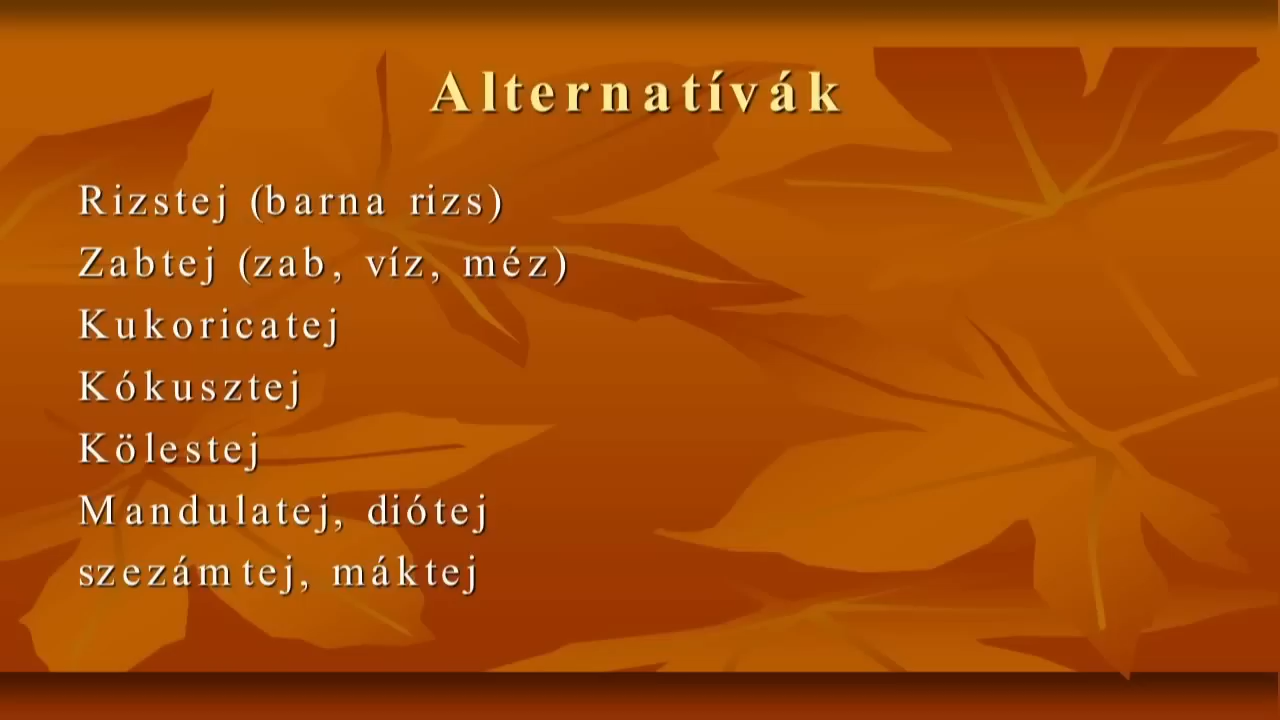 Alternatívák
Rizstej (barna rizs)
Zabtej (zab, víz, méz)
Kukoricatej
Kókusztej
Kölestej
Mandulatej, diótej
szezámtej, máktej